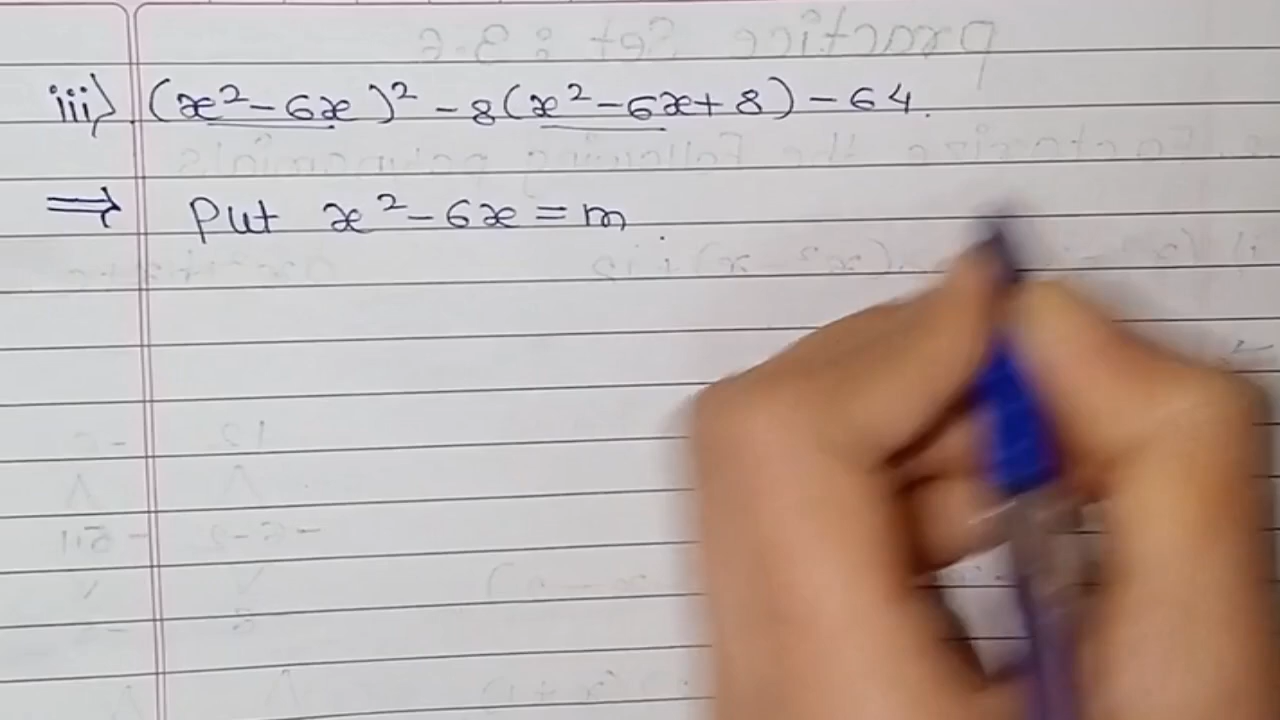 iii) (x² - 6x)² - 8(x² - 6x + 8) - 64.
⇒ Put x² - 6x = m.